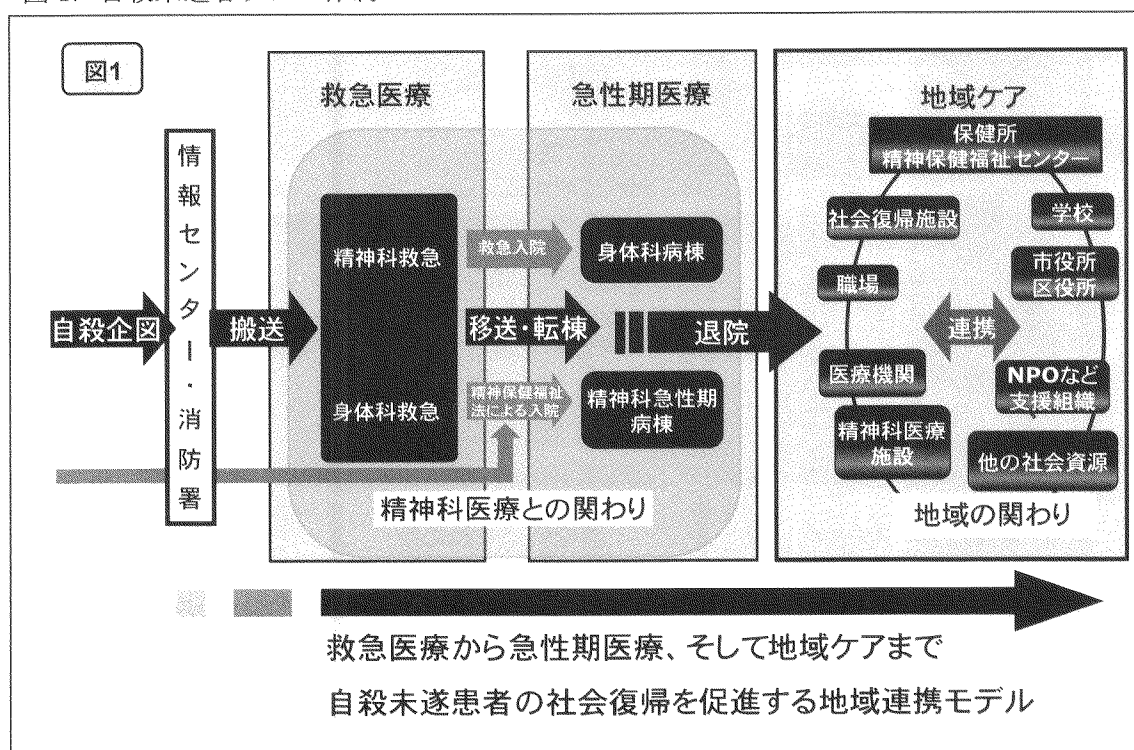 図1
救急医療
急性期医療
地域ケア
保健所
精神保健福祉センター
情報センター・消防署
社会復帰施設
学校
精神科救急
救急入院
身体科病棟
職場
市役所
区役所
自殺企図
搬送
移送・転棟
退院
連携
医療機関
NPOなど
支援組織
身体科救急
精神保健福祉
法による入院
精神科急性期
病棟
精神科医療
施設
他の社会資源
精神科医療との関わり
地域の関わり
救急医療から急性期医療、そして地域ケアまで
自殺未遂患者の社会復帰を促進する地域連携モデル